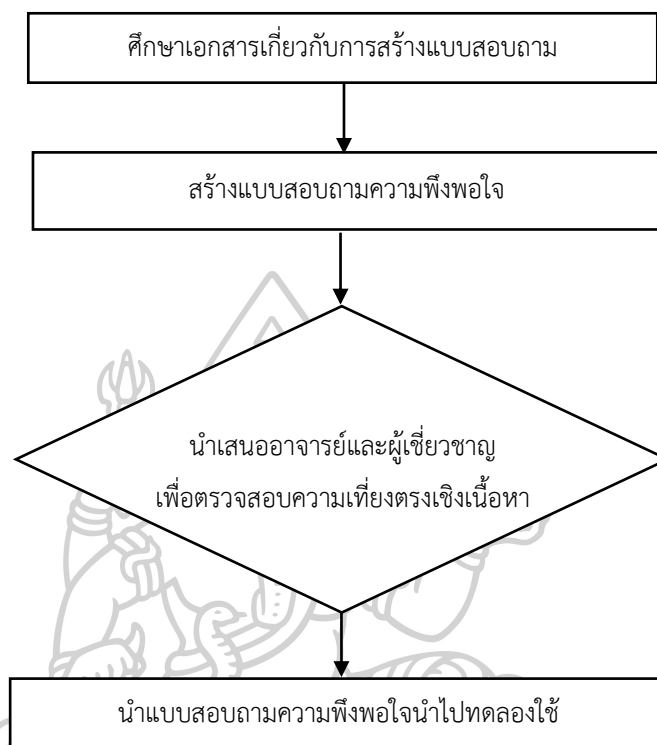 ศึกษาเอกสารเกี่ยวกับการสร้างแบบสอบถาม
สร้างแบบสอบถามความพึงพอใจ
นำเสนออาจารย์และผู้เชี่ยวชาญ
เพื่อตรวจสอบความเที่ยงตรงเชิงเนื้อหา
นำแบบสอบถามความพึงพอใจนำไปทดลองใช้